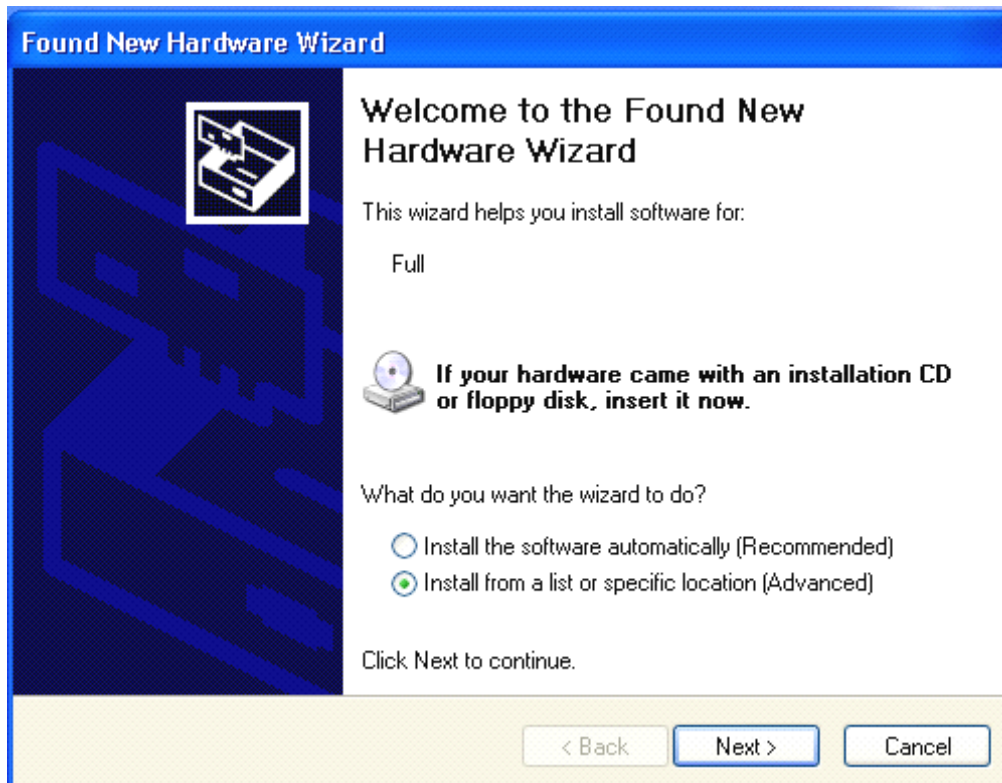 Found New Hardware Wizard
Welcome to the Found New
Hardware Wizard
This wizard helps you install software for:
Full
If your hardware came with an installation CD
or floppy disk, insert it now.
What do you want the wizard to do?
Install the software automatically (Recommended)
Install from a list or specific location (Advanced)
Click Next to continue.
< Back Next > Cancel